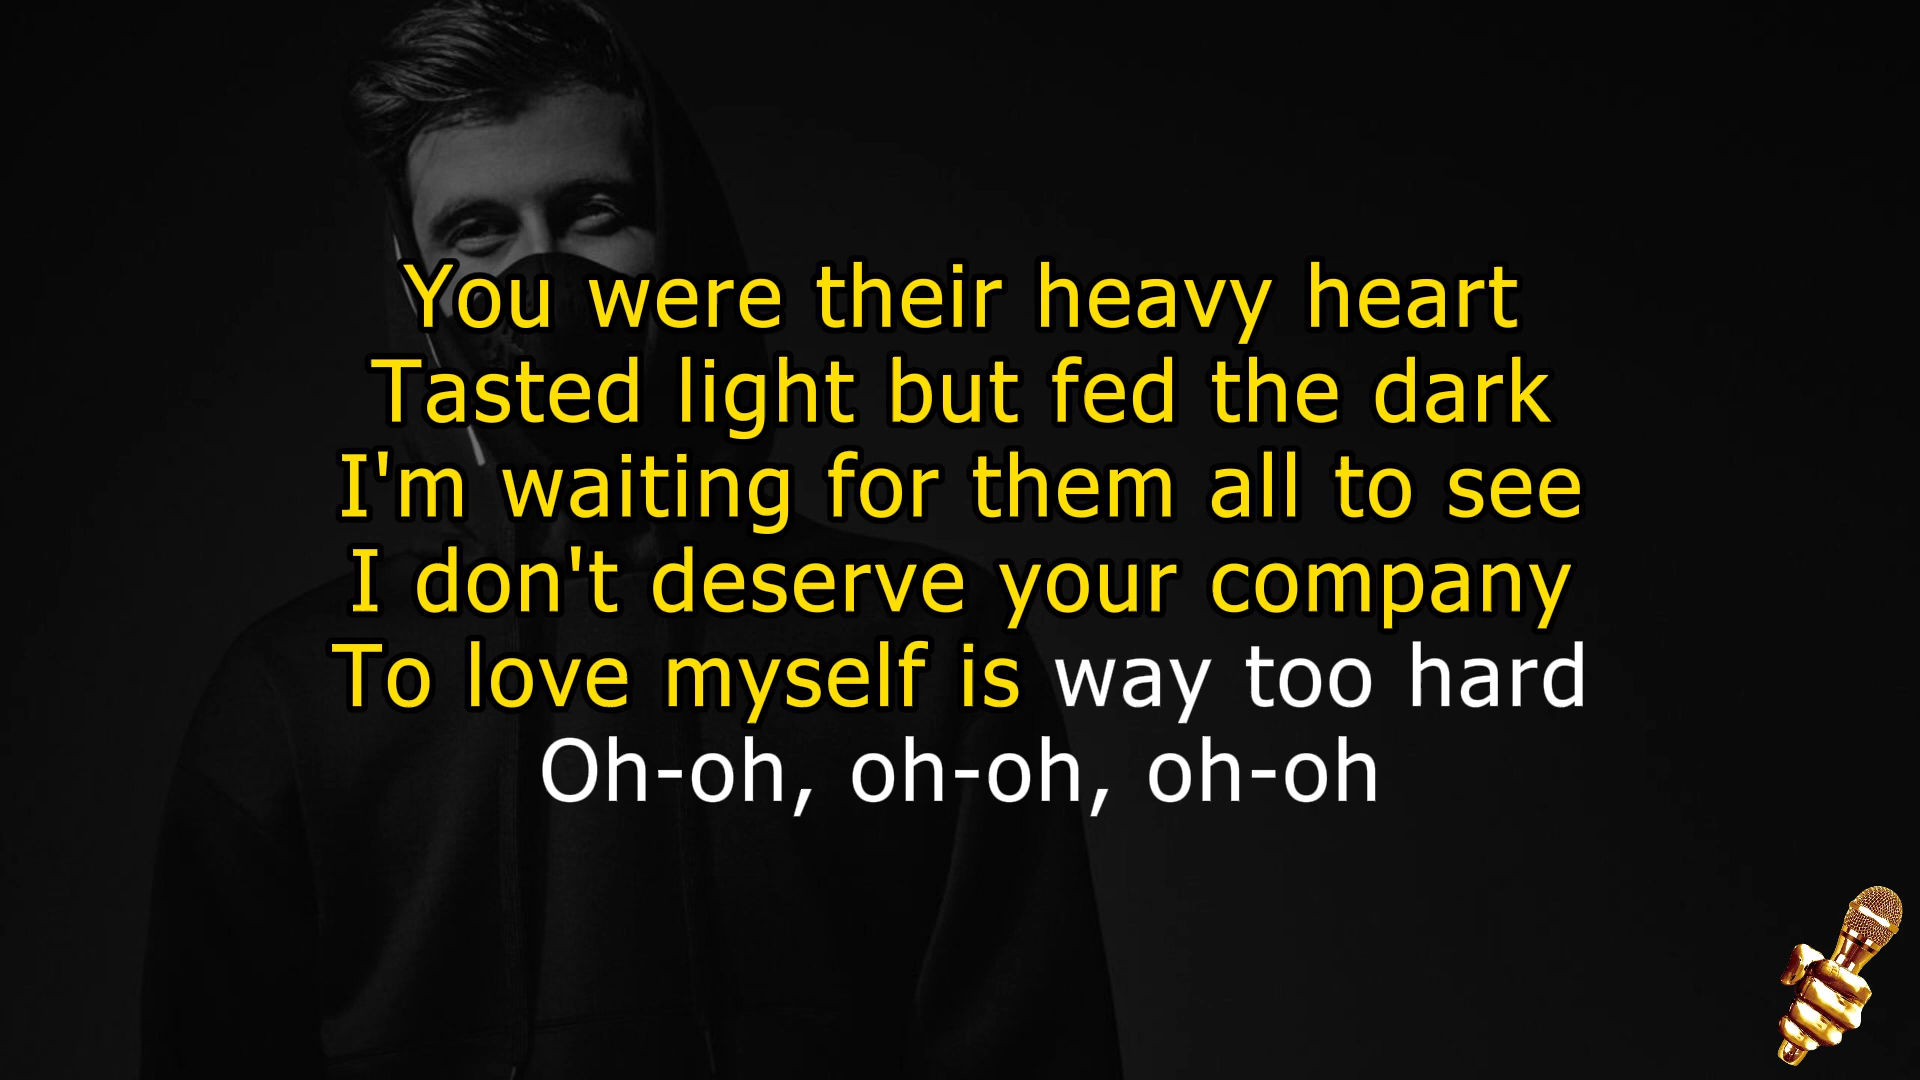 You were their heavy heart
Tasted light but fed the dark
I'm waiting for them all to see
I don't deserve your company
To love myself is way too hard
Oh-oh, oh-oh, oh-oh